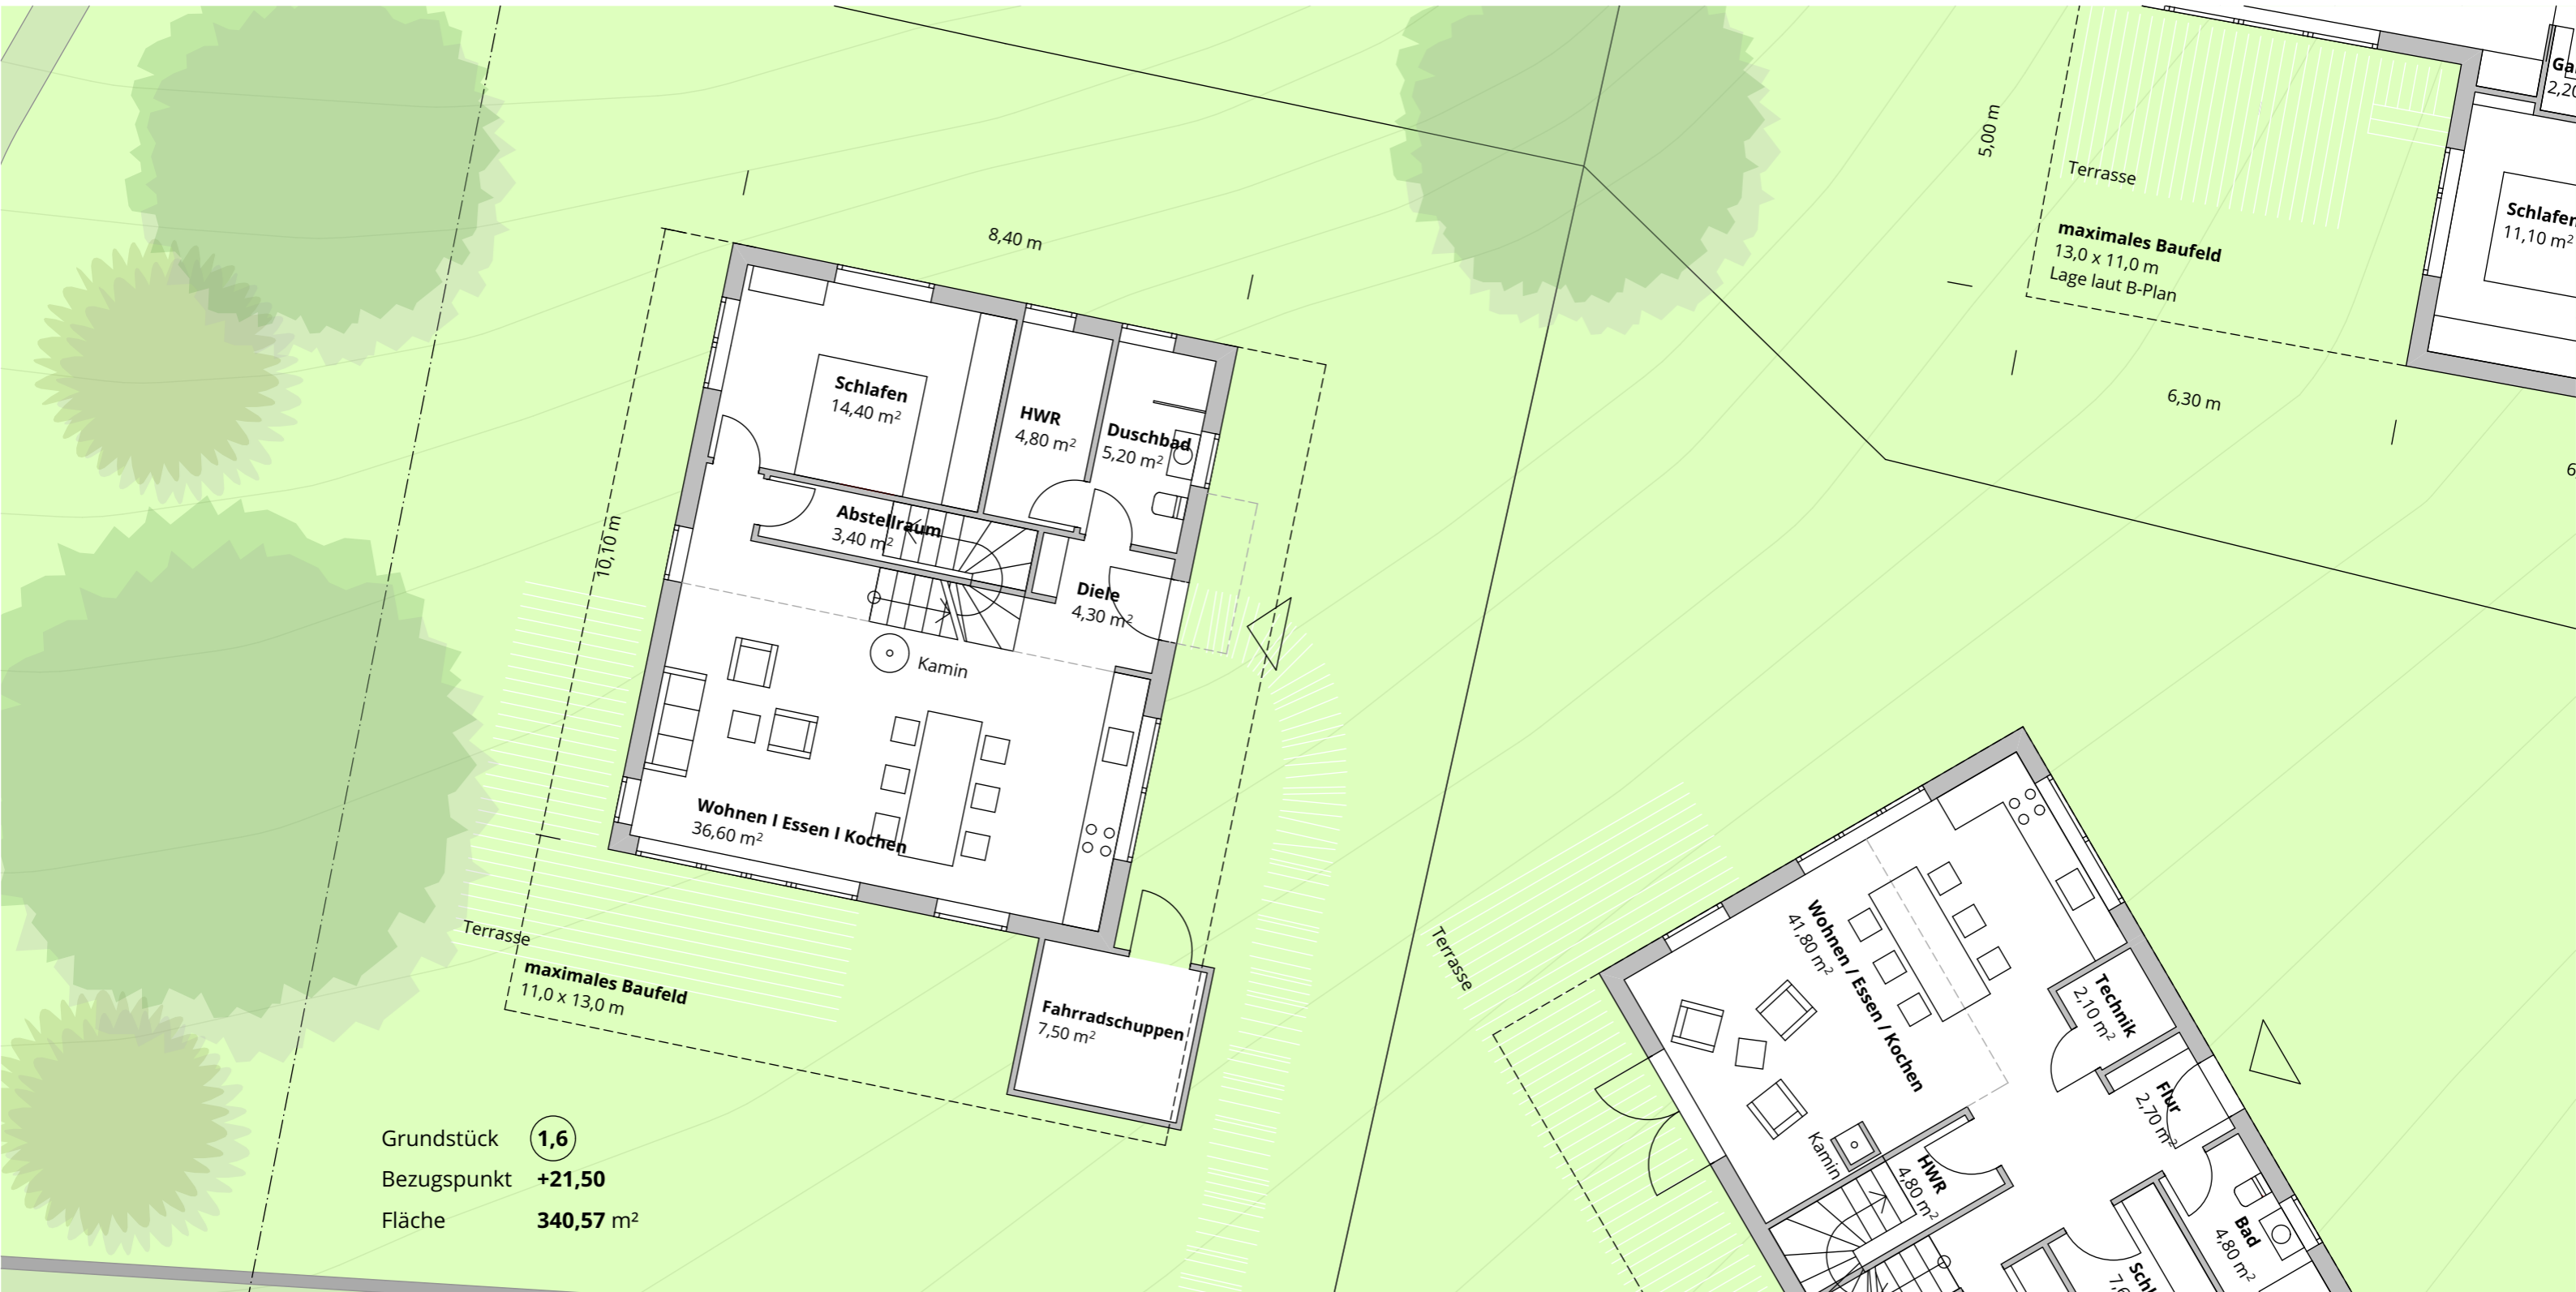 8,40 m
10,10 m
Schlafen
14,40 m²
HWR
4,80 m²
Duschbad
5,20 m²
Abstellraum
3,40 m²
Diele
4,30 m²
Kamin
Wohnen I Essen I Kochen
36,60 m²
Terrasse
maximales Baufeld
11,0 x 13,0 m
Fahrradschuppen
7,50 m²
Grundstück 1,6
Bezugspunkt +21,50
Fläche 340,57 m²
5,00 m
Terrasse
maximales Baufeld
13,0 x 11,0 m
Lage laut B-Plan
6,30 m
Schlafen
11,10 m²
Terrasse
Wohnen / Essen / Kochen
41,80 m²
Technik
2,10 m²
Flur
2,70 m²
Kamin
HWR
4,80 m²
Bad
4,80 m²